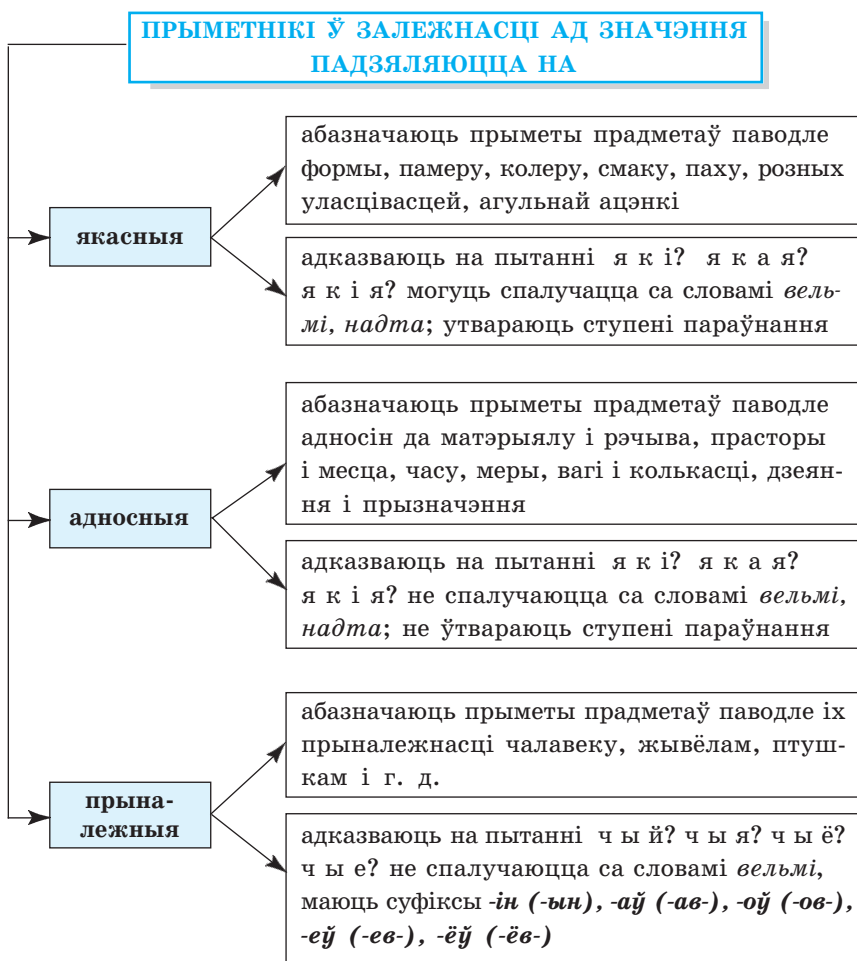 ПРЫМЕТНІКІ Ў ЗАЛЕЖНАСЦІ АД ЗНАЧЭННЯ
ПАДЗЯЛЯЮЦЦА НА
якасныя
абазначаюць прыметы прадметаў паводле
формы, памеру, колеру, смаку, паху, розных
уласцівасцей, агульнай ацэнкі
адказваюць на пытанні я к і? я к а я?
я к і я? могуць спалучацца са словамі вель-
мі, надта; утвараюць ступені параўнання
адносныя
абазначаюць прыметы прадметаў паводле
адносін да матэрыялу і рэчыва, прасторы
і месца, часу, меры, вагі і колькасці, дзеян-
ня і прызначэння
адказваюць на пытанні я к і? я к а я?
я к і я? не спалучаюцца са словамі вельмі,
надта; не ўтвараюць ступені параўнання
прына-
лежныя
абазначаюць прыметы прадметаў паводле іх
прыналежнасці чалавеку, жывёлам, птуш-
кам і г. д.
адказваюць на пытанні ч ы й? ч ы я? ч ы ё?
ч ы е? не спалучаюцца са словамі вельмі,
маюць суфіксы -ін (-ын), -аў (-ав-), -оў (-ов-),
-еў (-ев-), -ёў (-ёв-)